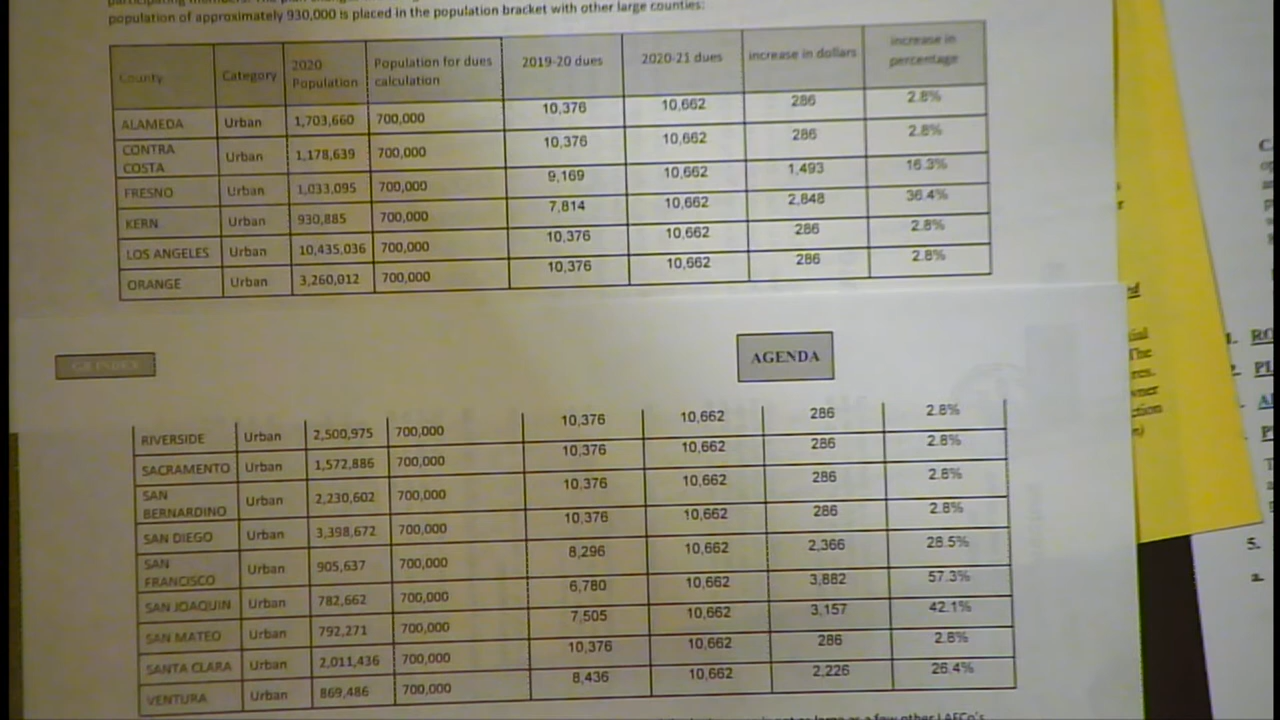 population of approximately 930,000 is placed in the population bracket with other large counties:
County Category 2020 Population Population for dues calculation 2019-20 dues 2020-21 dues increase in dollars increase in percentage
ALAMEDA Urban 1,703,660 700,000 10,376 10,662 286 2.8%
CONTRA COSTA Urban 1,178,639 700,000 10,376 10,662 286 2.8%
FRESNO Urban 1,033,095 700,000 9,169 10,662 1,493 16.3%
KERN Urban 930,885 700,000 7,814 10,662 2,848 36.4%
LOS ANGELES Urban 10,435,036 700,000 10,376 10,662 286 2.8%
ORANGE Urban 3,260,012 700,000 10,376 10,662 286 2.8%
AGENDA
RIVERSIDE Urban 2,500,975 700,000 10,376 10,662 286 2.8%
SACRAMENTO Urban 1,572,886 700,000 10,376 10,662 286 2.8%
SAN BERNARDINO Urban 2,230,602 700,000 10,376 10,662 286 2.8%
SAN DIEGO Urban 3,398,672 700,000 10,376 10,662 286 2.8%
SAN FRANCISCO Urban 905,637 700,000 8,296 10,662 2,366 28.5%
SAN JOAQUIN Urban 782,662 700,000 6,780 10,662 3,882 57.3%
SAN MATEO Urban 792,271 700,000 7,505 10,662 3,157 42.1%
SANTA CLARA Urban 2,011,436 700,000 10,376 10,662 286 2.8%
VENTURA Urban 869,486 700,000 8,436 10,662 2,226 26.4%
as large as a few other LAFCo's
The
5.